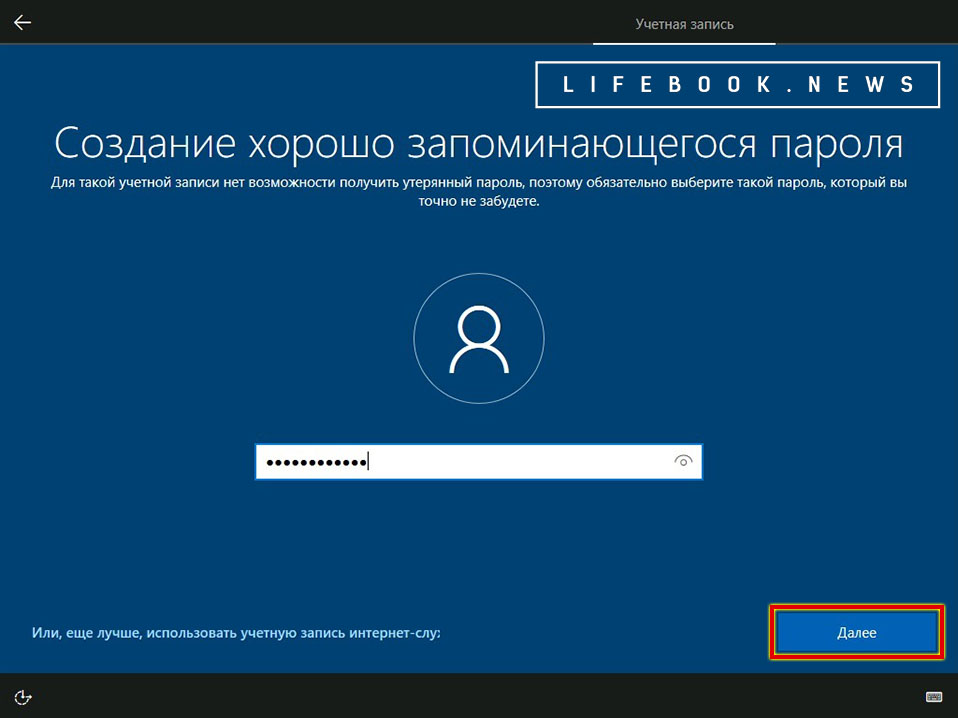 Учетная запись
LIFEBOOK.NEWS
Создание хорошо запоминающегося пароля
Для такой учетной записи нет возможности получить утерянный пароль, поэтому обязательно выберите такой пароль, который вы
точно не забудете.
Или, еще лучше, использовать учетную запись интернет-слу
Далее